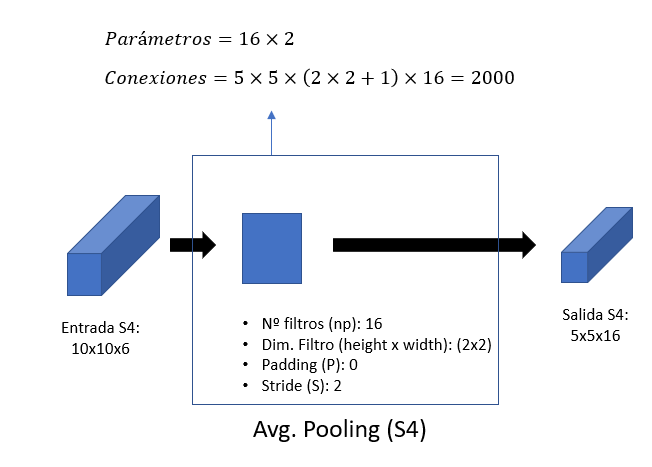 Parámetros = 16 × 2
Conexiones = 5 × 5 × (2 × 2 + 1) × 16 = 2000
Entrada S4:
10x10x6
• Nº filtros (np): 16
• Dim. Filtro (height x width): (2x2)
• Padding (P): 0
• Stride (S): 2
Salida S4:
5x5x16
Avg. Pooling (S4)